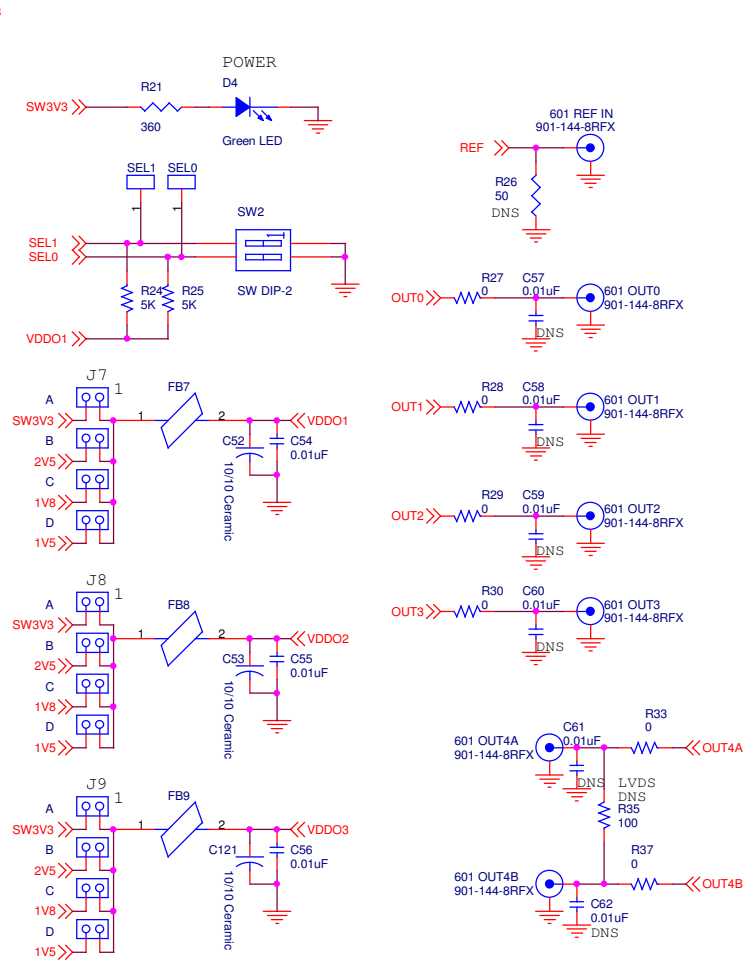 POWER
R21
D4
SW3V3
360
Green LED
SEL1
SEL0
1
1
SW2
1
SEL1
SEL0
R24
5K
R25
5K
SW DIP-2
VDDO1
J7
1
A
SW3V3
B
2V5
C
1V8
D
1V5
1
FB7
2
VDDO1
C52
10/10 Ceramic
C54
0.01uF
J8
1
A
SW3V3
B
2V5
C
1V8
D
1V5
1
FB8
2
VDDO2
C53
10/10 Ceramic
C55
0.01uF
J9
1
A
SW3V3
B
2V5
C
1V8
D
1V5
1
FB9
2
VDDO3
C121
10/10 Ceramic
C56
0.01uF
601 REF IN
901-144-8RFX
REF
R26
50
DNS
R27
0
C57
0.01uF
OUT0
601 OUT0
901-144-8RFX
DNS
R28
0
C58
0.01uF
OUT1
601 OUT1
901-144-8RFX
DNS
R29
0
C59
0.01uF
OUT2
601 OUT2
901-144-8RFX
DNS
R30
0
C60
0.01uF
OUT3
601 OUT3
901-144-8RFX
DNS
601 OUT4A
901-144-8RFX
C61
0.01uF
DNS
R33
0
OUT4A
LVDS
DNS
R35
100
601 OUT4B
901-144-8RFX
R37
0
OUT4B
C62
0.01uF
DNS